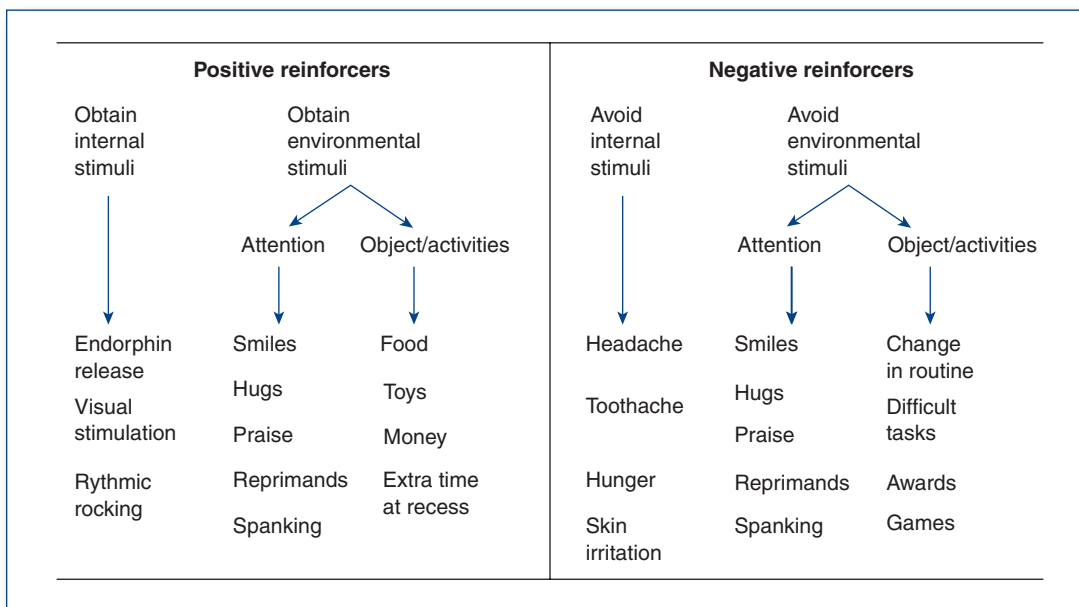 Positive reinforcers
Obtain
internal
stimuli
Obtain
environmental
stimuli
Attention
Object/activities
Endorphin
release
Visual
stimulation
Rythmic
rocking
Smiles
Hugs
Praise
Reprimands
Spanking
Food
Toys
Money
Extra time
at recess
Negative reinforcers
Avoid
internal
stimuli
Avoid
environmental
stimuli
Attention
Object/activities
Headache
Toothache
Hunger
Skin
irritation
Smiles
Hugs
Praise
Reprimands
Spanking
Change
in routine
Difficult
tasks
Awards
Games